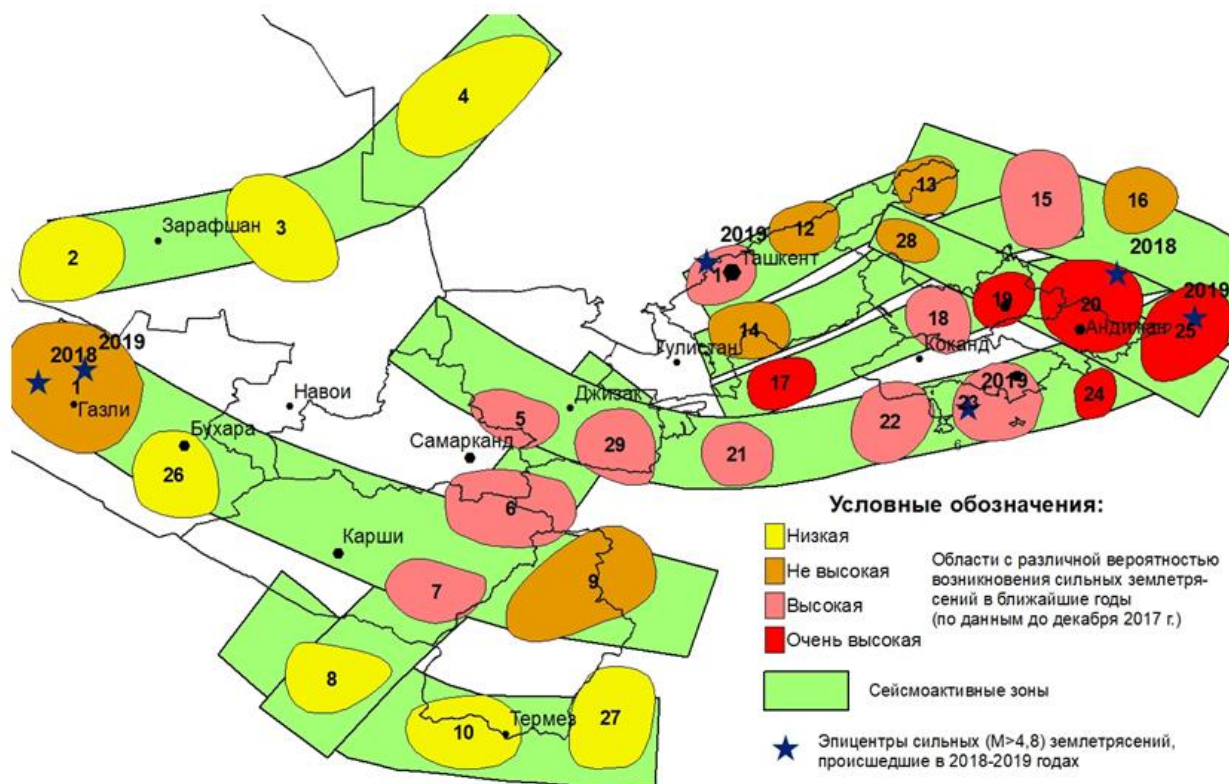 4
13
15
16
3
Зарафшан
12
28
2018
2
2019
Ташкент
20
2019
19
Андижан
25
18
14
Гулистан
Коканд
2018
2019
1
Газли
Навои
17
24
Джизак
2019
23
5
22
Бухара
Самарканд
29
21
6
26
6
Карши
7
9
8
10
Термез
27
Условные обозначения:
Низкая
Не высокая
Высокая
Очень высокая
Области с различной вероятностью
возникновения сильных землетря-
сений в ближайшие годы
(по данным до декабря 2017 г.)
Сейсмоактивные зоны
Эпицентры сильных (М>4,8) землетрясений,
происшедшие в 2018-2019 годах